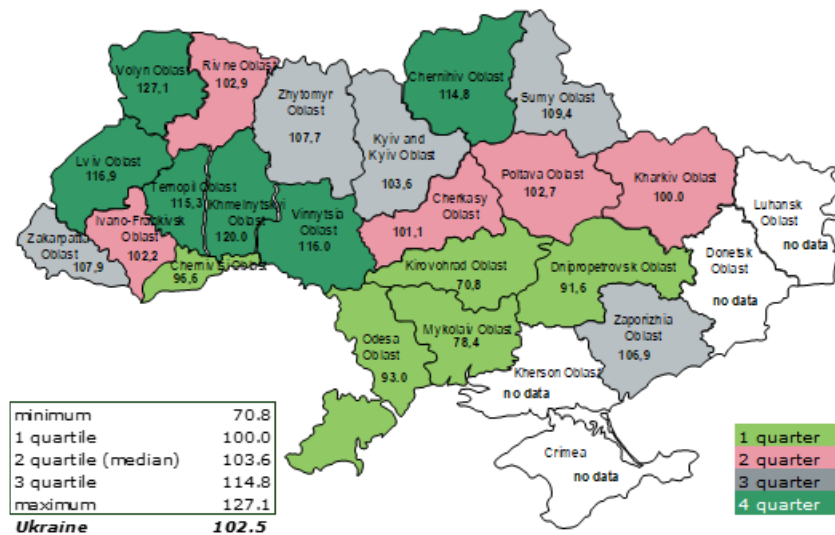 Volyn Oblast
127,1
Rivne Oblast
102,9
Zhytomyr
Oblast
107,7
Kyiv and
Kyiv Oblast
103,6
Chernihiv Oblast
114,8
Sumy Oblast
109,4
Lviv Oblast
116,9
Ternopil Oblast
115,3
Khmelnytskyi
Oblast
120.0
Vinnytsia
Oblast
116.0
Cherkasy
Oblast
101,1
Poltava Oblast
102,7
Kharkiv Oblast
100.0
Luhansk
Oblast
no data
Donetsk
Oblast
no data
Zakarpattia
Oblast
107,9
Ivano-Frankivsk
Oblast
102,2
Chernivtsi Oblast
96,6
Kirovohrad Oblast
70,8
Dnipropetrovsk Oblast
91,6
Zaporizhia
Oblast
106,9
Odesa
Oblast
93.0
Mykolaiv Oblast
78,4
Kherson Oblast
no data
Crimea
no data
minimum 70.8
1 quartile 100.0
2 quartile (median) 103.6
3 quartile 114.8
maximum 127.1
Ukraine 102.5
1 quarter
2 quarter
3 quarter
4 quarter